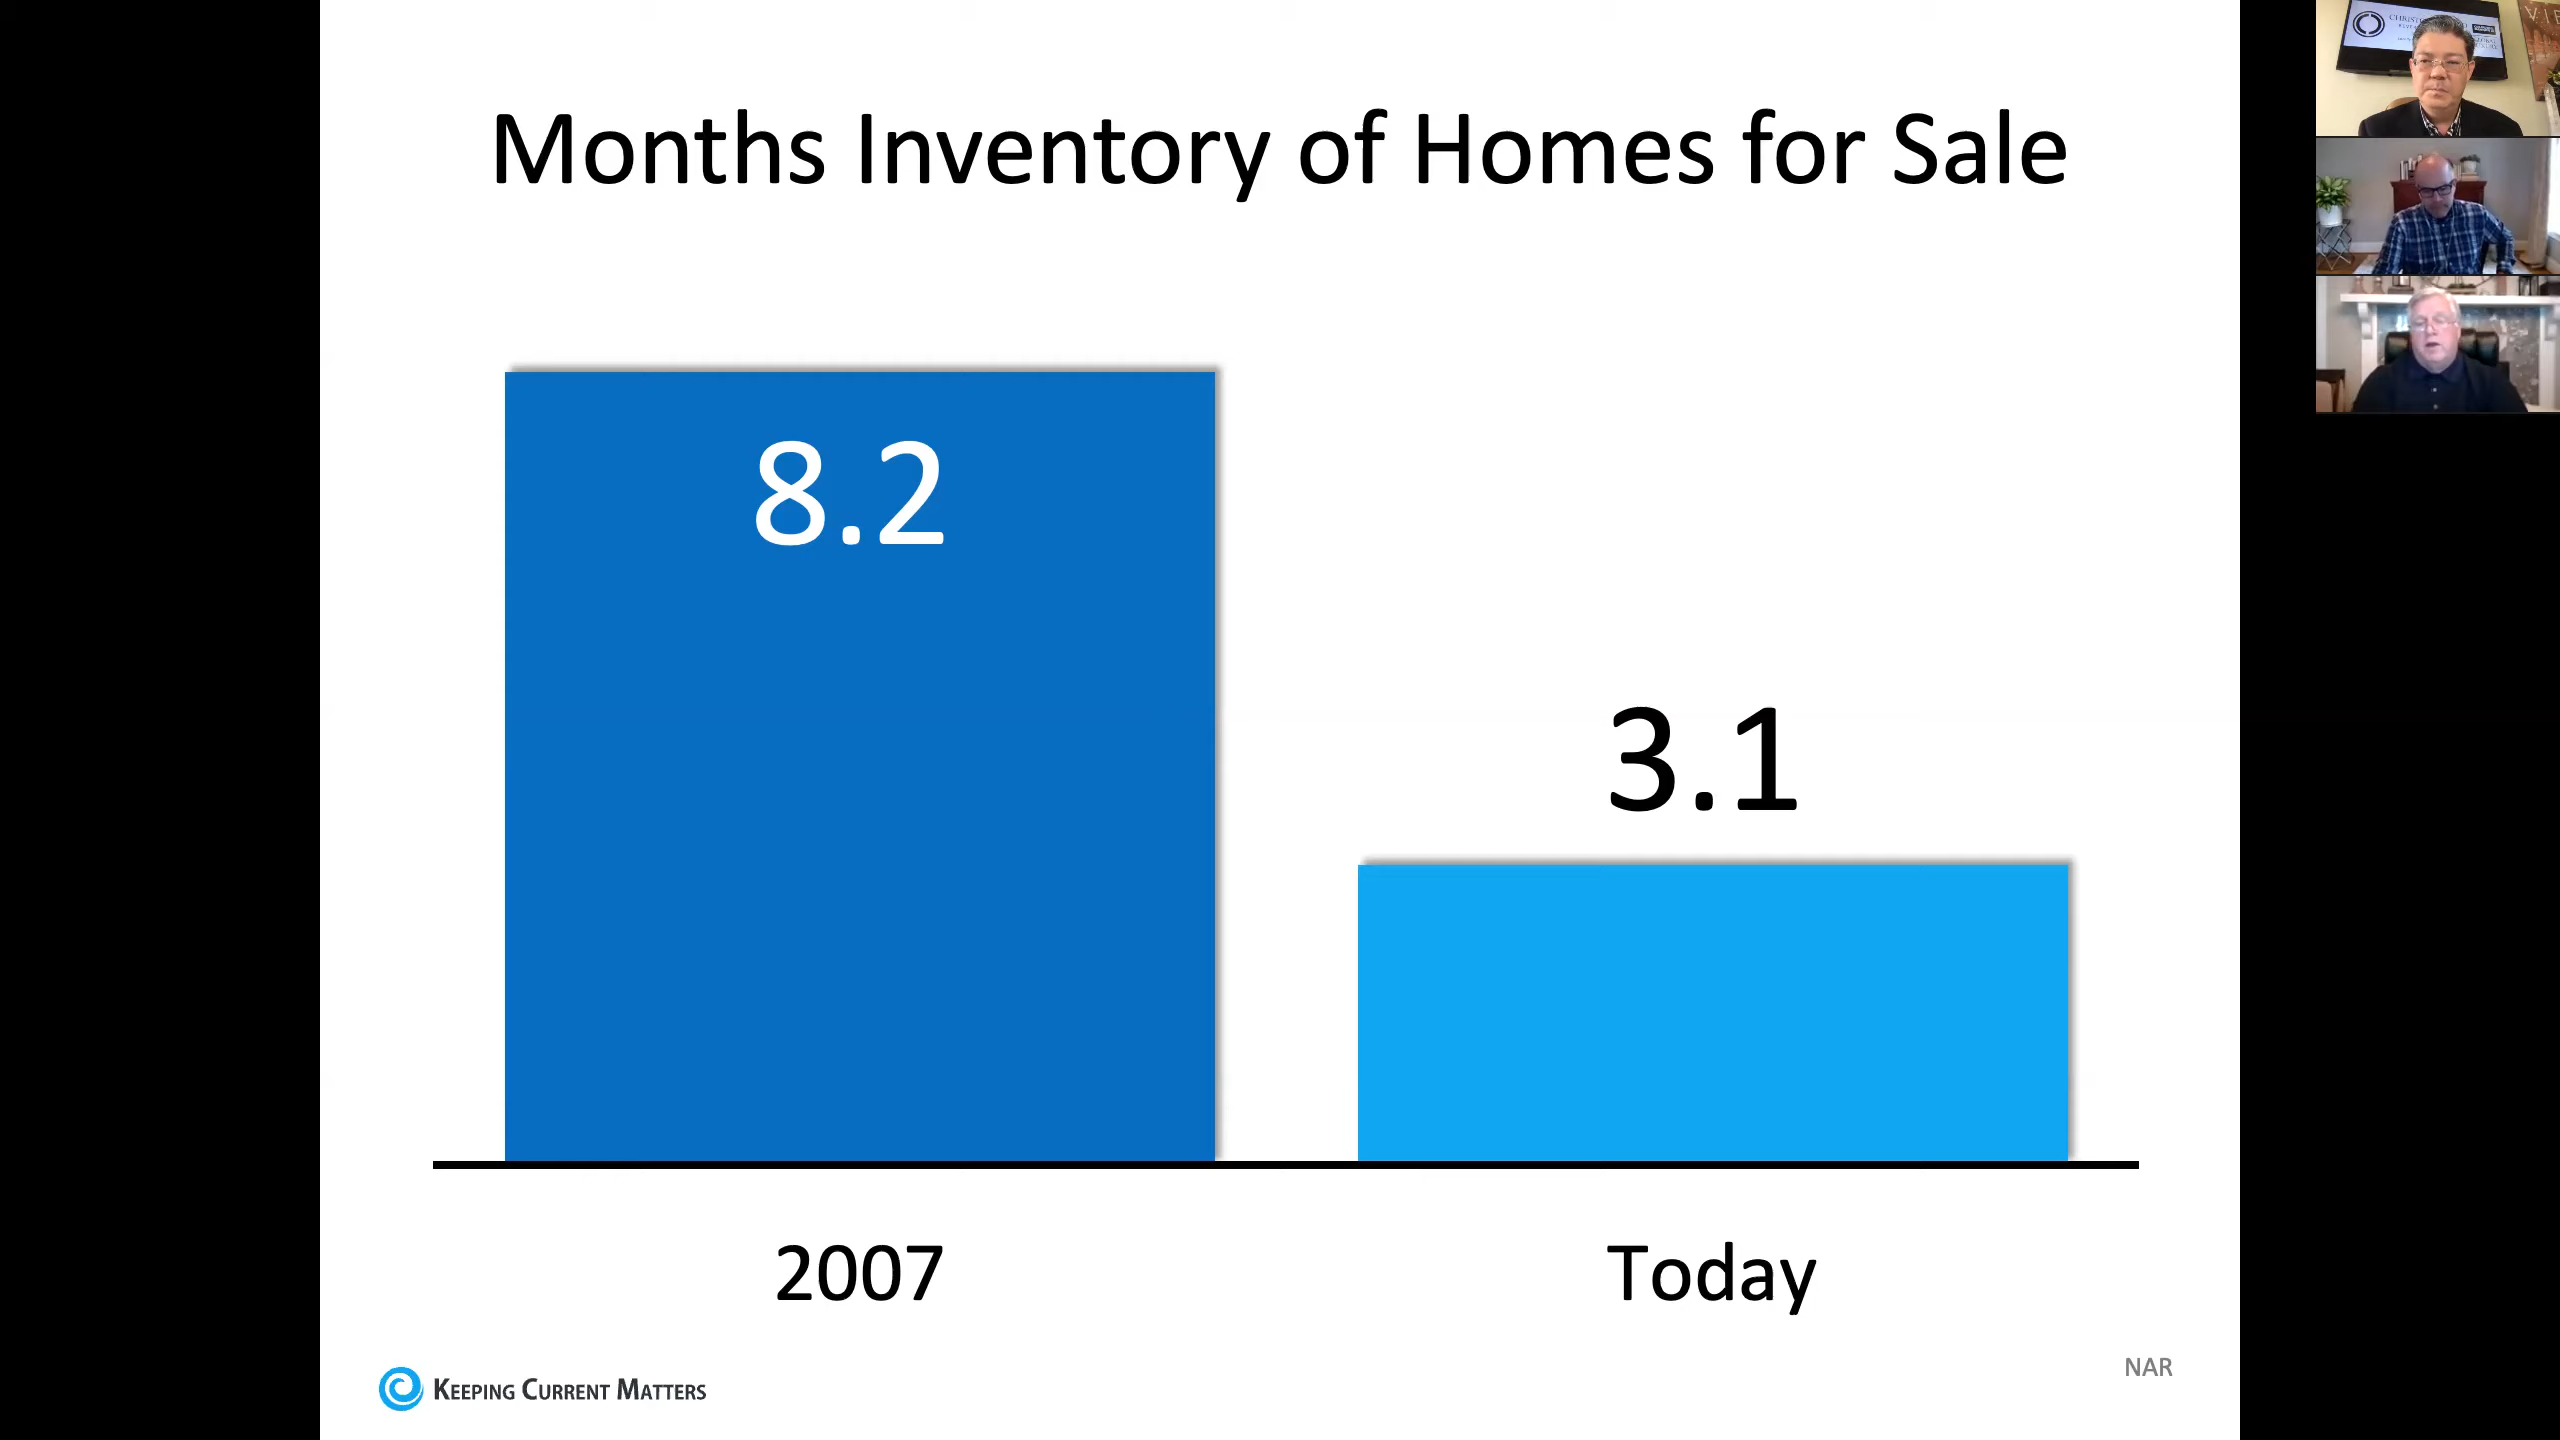 Months Inventory of Homes for Sale
8.2
3.1
2007
Today
KEEPING CURRENT MATTERS
NAR